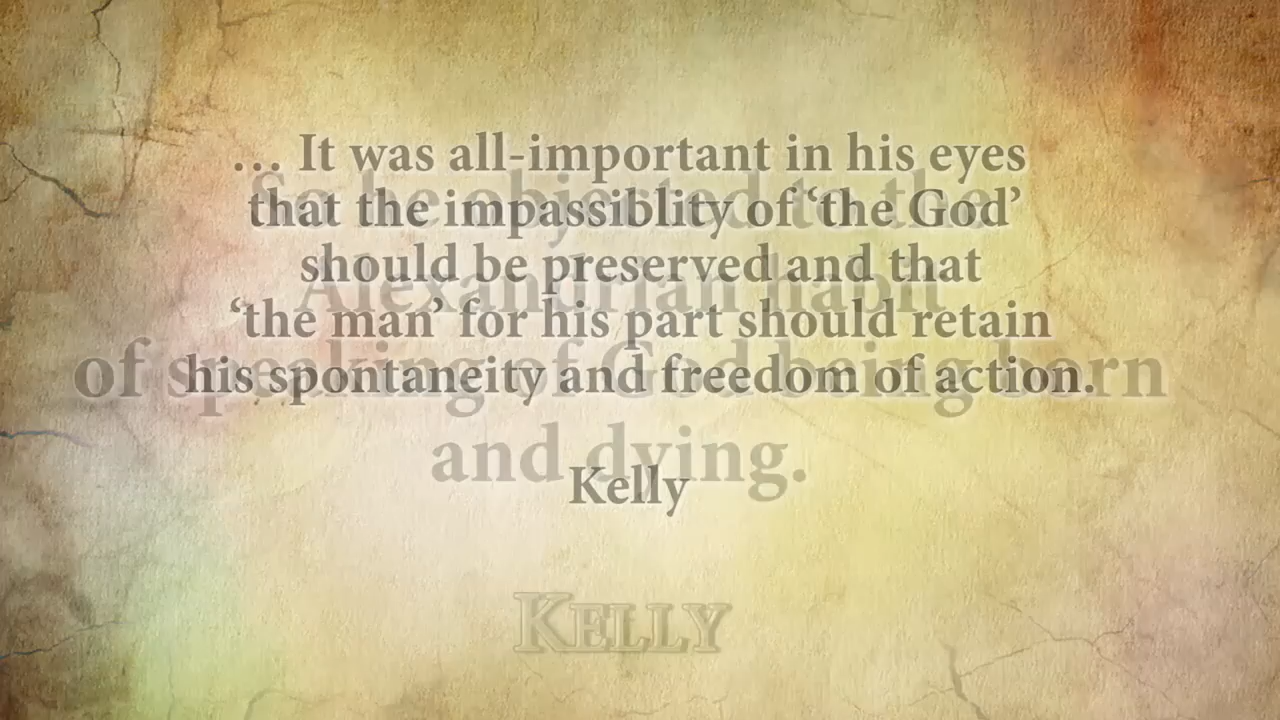 … It was all-important in his eyes
that the impassiblity of ‘the God’
should be preserved and that
‘the man’ for his part should retain
his spontaneity and freedom of action.
Kelly
So he objected to the
Alexandrian habit
of speaking of God being born
and dying.
KELLY